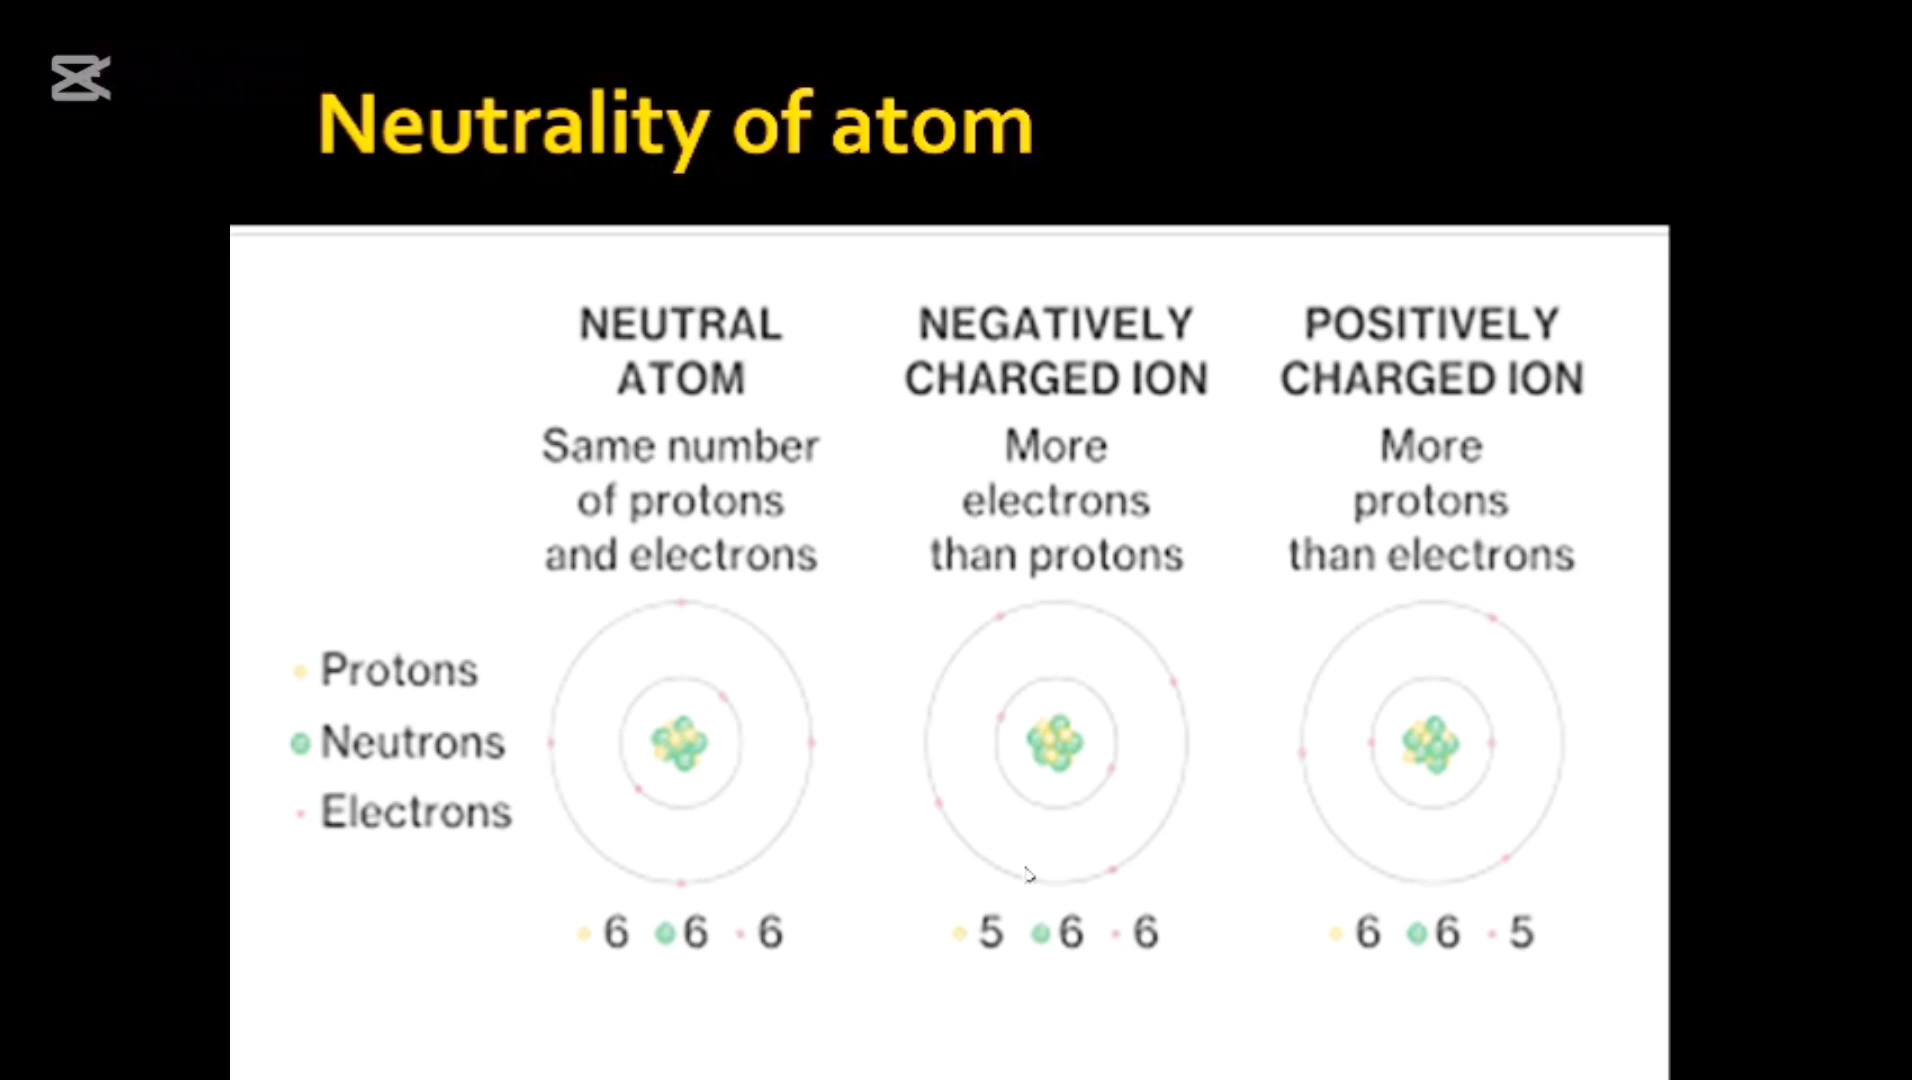 Neutrality of atom
NEUTRAL
ATOM
Same number
of protons
and electrons
NEGATIVELY
CHARGED ION
More
electrons
than protons
POSITIVELY
CHARGED ION
More
protons
than electrons
Protons
Neutrons
Electrons
6 6 6
5 6 6
6 6 5